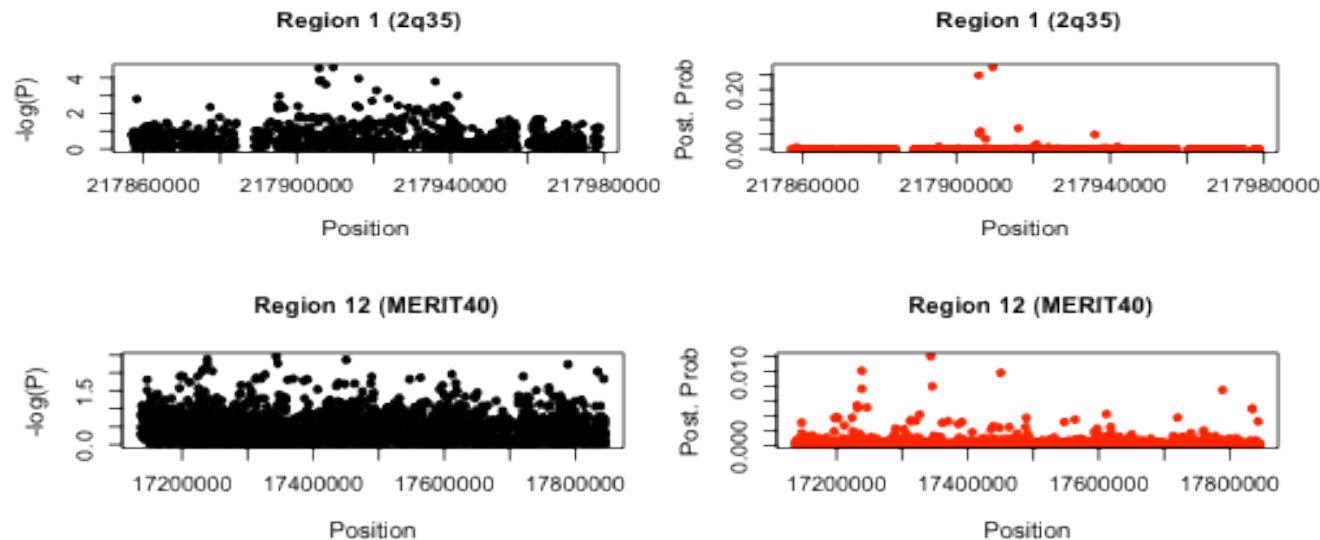 Region 1 (2q35)
-log(P)
4
2
0
217860000 217900000 217940000 217980000
Position
Region 1 (2q35)
Post. Prob
0.20
0.00
217860000 217900000 217940000 217980000
Position
Region 12 (MERIT40)
-log(P)
1.5
0.0
17200000 17400000 17600000 17800000
Position
Region 12 (MERIT40)
Post. Prob
0.010
0.000
17200000 17400000 17600000 17800000
Position